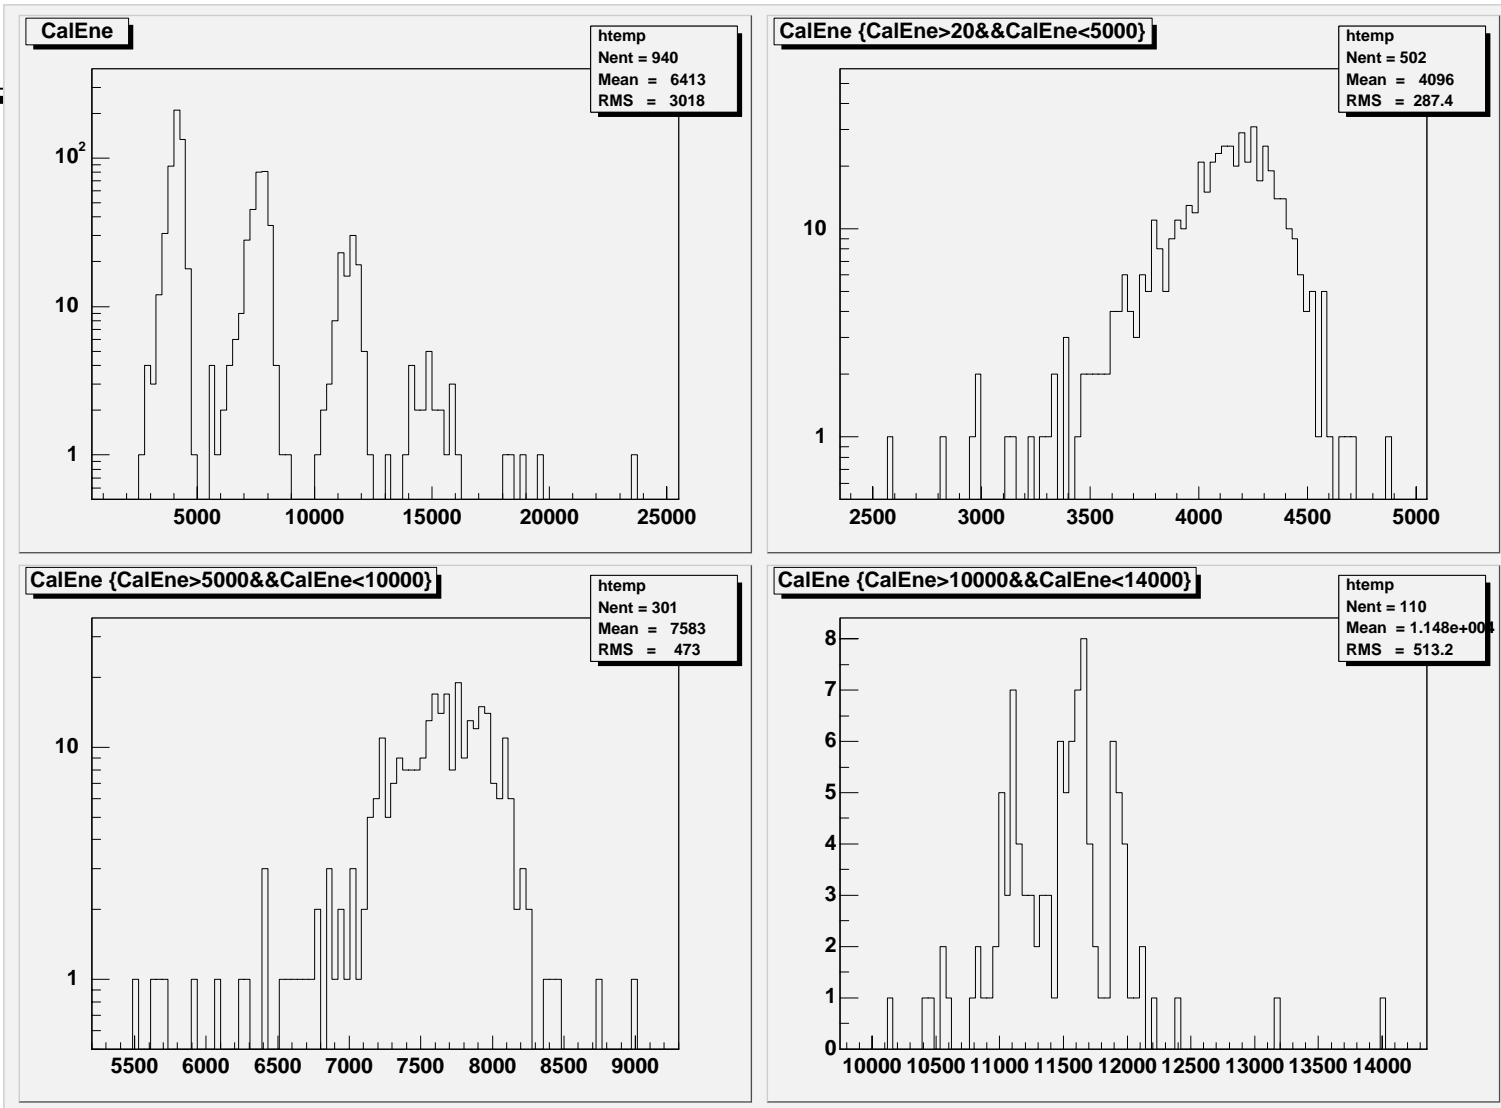 CalEne
htemp
Nent = 940
Mean = 6413
RMS = 3018
10²
10
1
5000 10000 15000 20000 25000
CalEne {CalEne>20&&CalEne<5000}
htemp
Nent = 502
Mean = 4096
RMS = 287.4
10
1
2500 3000 3500 4000 4500 5000
CalEne {CalEne>5000&&CalEne<10000}
htemp
Nent = 301
Mean = 7583
RMS = 473
10
1
5500 6000 6500 7000 7500 8000 8500 9000
CalEne {CalEne>10000&&CalEne<14000}
htemp
Nent = 110
Mean = 1.148e+004
RMS = 513.2
8
7
6
5
4
3
2
1
0
10000 10500 11000 11500 12000 12500 13000 13500 14000